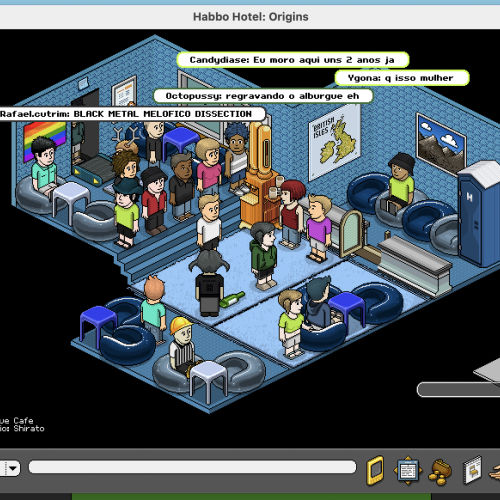 Habbo Hotel: Origins
Candydiase: Eu moro aqui uns 2 anos ja
Ygona: q isso mulher
Octopussy: regravando o alburgue eh
Rafael.cutrim: BLACK METAL MELOFICO DISSECTION
BRITISH
ISLES
H
ue Cafe
io: Shirato